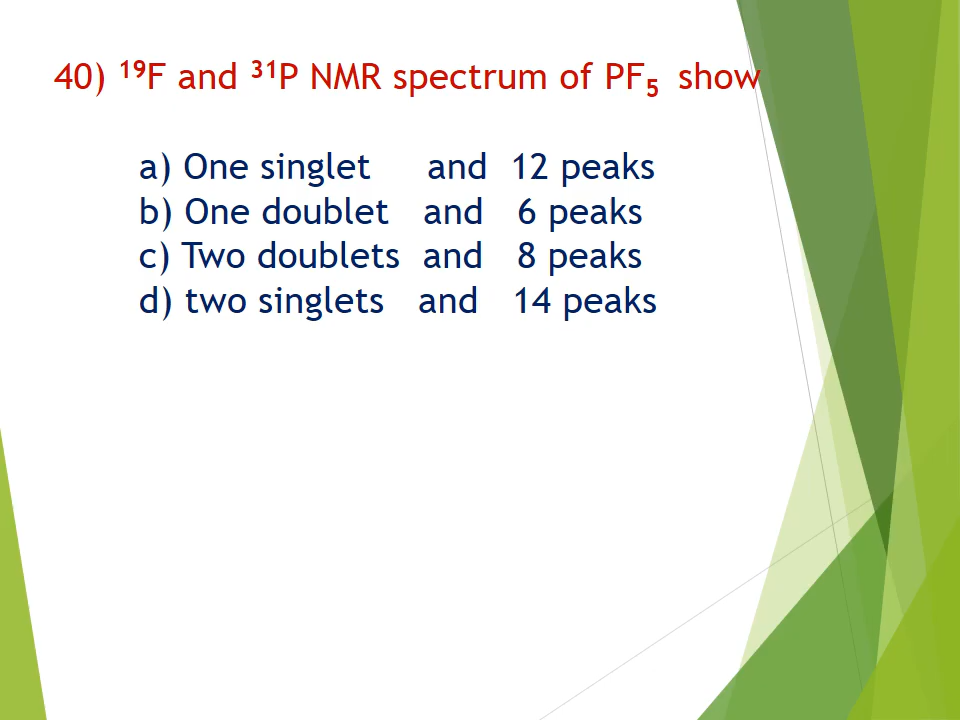 40) ¹⁹F and ³¹P NMR spectrum of PF₅ show
a) One singlet and 12 peaks
b) One doublet and 6 peaks
c) Two doublets and 8 peaks
d) two singlets and 14 peaks